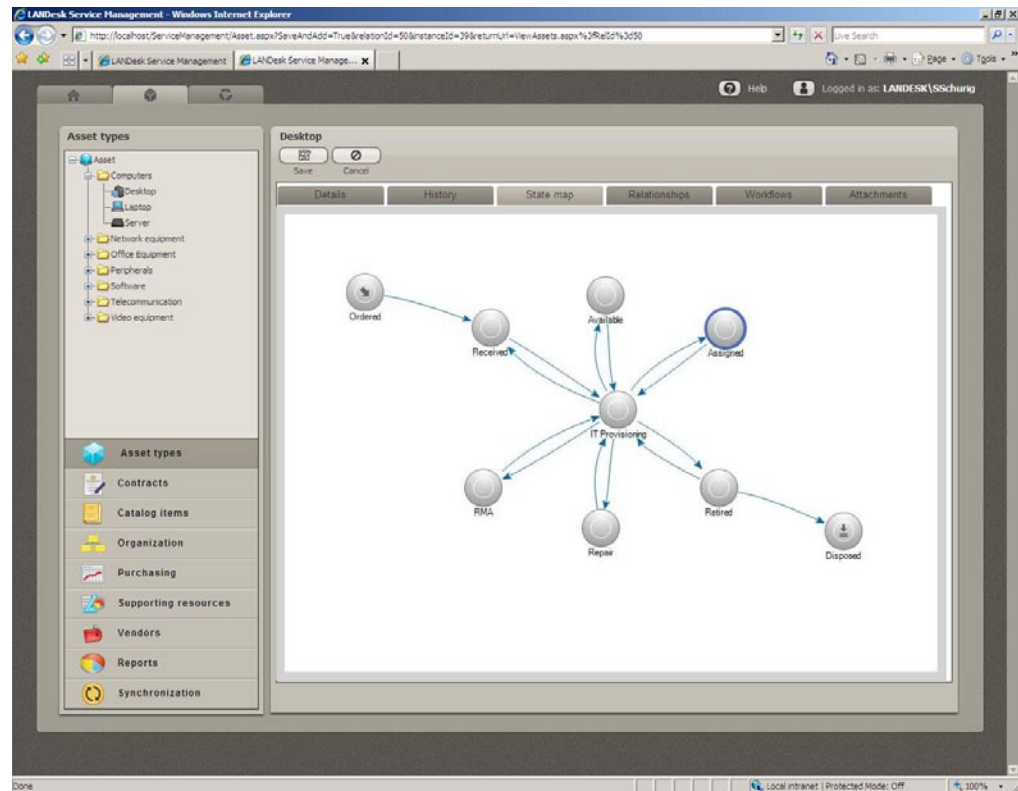 LANDesk Service Management - Windows Internet Explorer
http://localhost/ServiceManagement/Asset.aspx?SaveAndAdd=True&relationId=50&instanceId=39&returnUrl=ViewAssets.aspx%3fRelId%3d50
Live Search
LANDesk Service Management
LANDesk Service Manage...
Page
Tools
Help
Logged in as: LANDESK\SSchurig
Asset types
Asset
Computers
Desktop
Laptop
Server
Network equipment
Office Equipment
Peripherals
Software
Telecommunication
Video equipment
Asset types
Contracts
Catalog items
Organization
Purchasing
Supporting resources
Vendors
Reports
Synchronization
Desktop
Save Cancel
Details History State map Relationships Workflows Attachments
Ordered
Available
Received
Assigned
IT Provisioning
RMA
Retired
Repair
Disposed
Done
Local intranet | Protected Mode: Off
100%